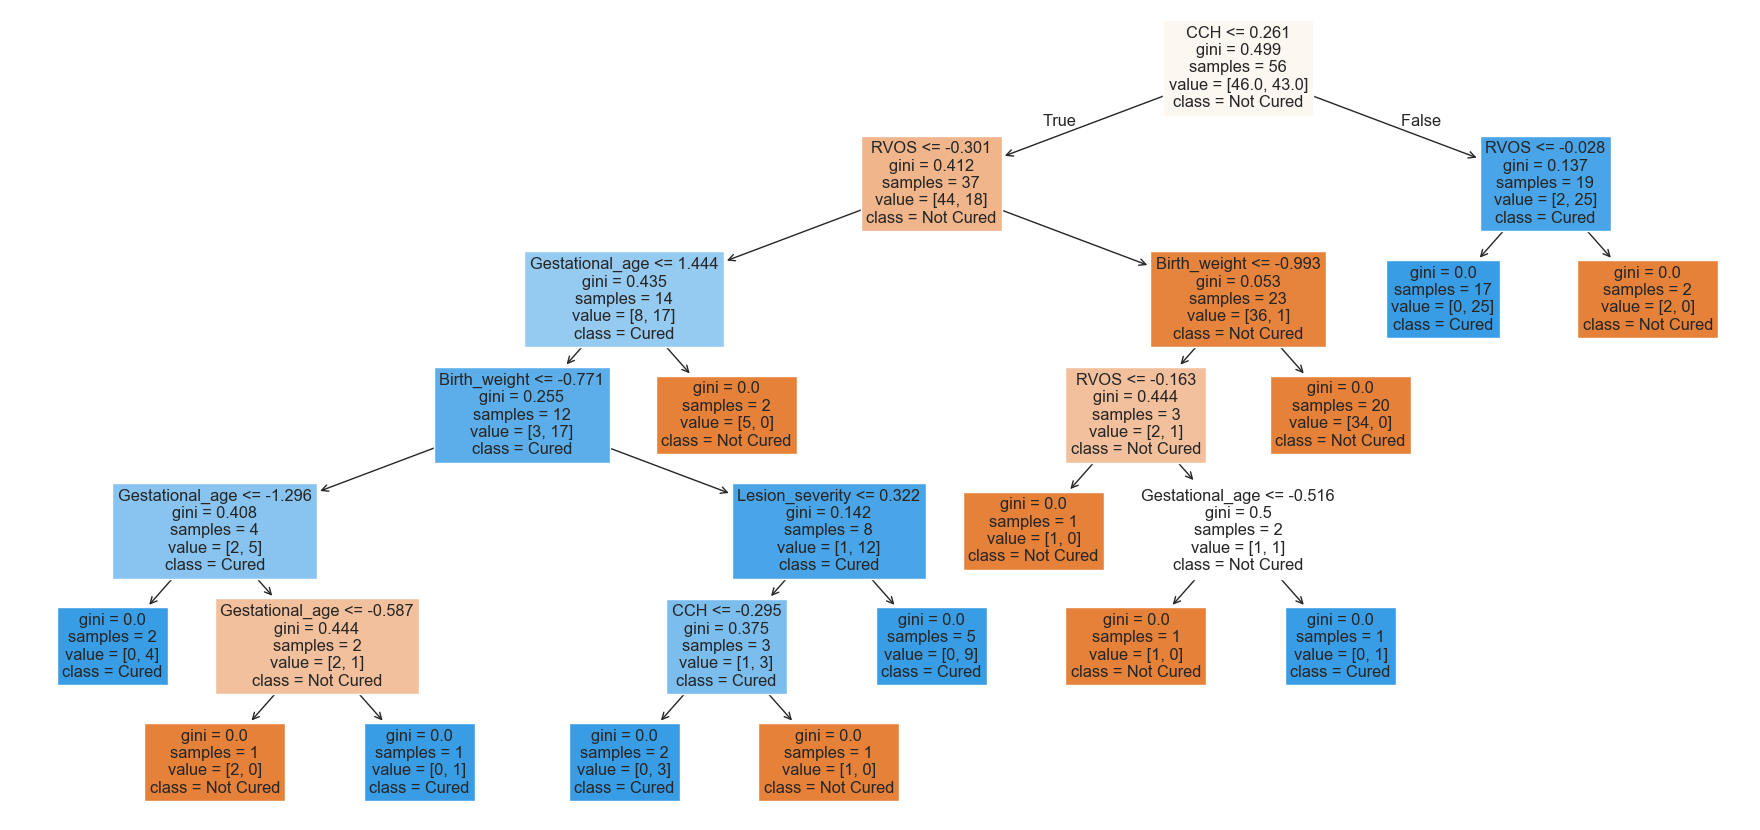 CCH <= 0.261
gini = 0.499
samples = 56
value = [46.0, 43.0]
class = Not Cured
True
False
RVOS <= -0.301
gini = 0.412
samples = 37
value = [44, 18]
class = Not Cured
RVOS <= -0.028
gini = 0.137
samples = 19
value = [2, 25]
class = Cured
Gestational_age <= 1.444
gini = 0.435
samples = 14
value = [8, 17]
class = Cured
Birth_weight <= -0.993
gini = 0.053
samples = 23
value = [36, 1]
class = Not Cured
gini = 0.0
samples = 17
value = [0, 25]
class = Cured
gini = 0.0
samples = 2
value = [2, 0]
class = Not Cured
Birth_weight <= -0.771
gini = 0.255
samples = 12
value = [3, 17]
class = Cured
gini = 0.0
samples = 2
value = [5, 0]
class = Not Cured
RVOS <= -0.163
gini = 0.444
samples = 3
value = [2, 1]
class = Not Cured
gini = 0.0
samples = 20
value = [34, 0]
class = Not Cured
Gestational_age <= -1.296
gini = 0.408
samples = 4
value = [2, 5]
class = Cured
Lesion_severity <= 0.322
gini = 0.142
samples = 8
value = [1, 12]
class = Cured
gini = 0.0
samples = 1
value = [1, 0]
class = Not Cured
Gestational_age <= -0.516
gini = 0.5
samples = 2
value = [1, 1]
class = Not Cured
gini = 0.0
samples = 2
value = [0, 4]
class = Cured
Gestational_age <= -0.587
gini = 0.444
samples = 2
value = [2, 1]
class = Not Cured
CCH <= -0.295
gini = 0.375
samples = 3
value = [1, 3]
class = Cured
gini = 0.0
samples = 5
value = [0, 9]
class = Cured
gini = 0.0
samples = 1
value = [1, 0]
class = Not Cured
gini = 0.0
samples = 1
value = [0, 1]
class = Cured
gini = 0.0
samples = 1
value = [2, 0]
class = Not Cured
gini = 0.0
samples = 1
value = [0, 1]
class = Cured
gini = 0.0
samples = 2
value = [0, 3]
class = Cured
gini = 0.0
samples = 1
value = [1, 0]
class = Not Cured